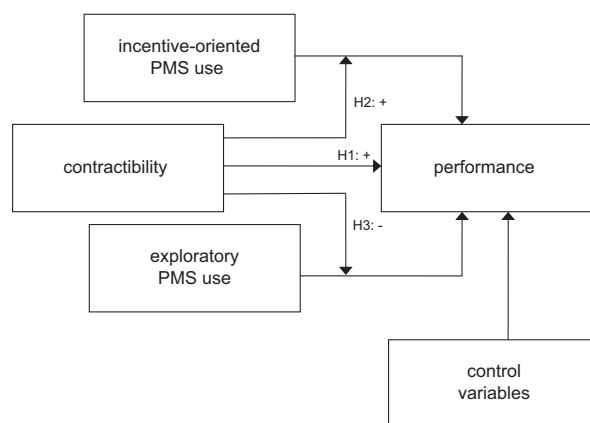 incentive-oriented
PMS use
H2: +
contractibility
H1: +
performance
H3: -
exploratory
PMS use
control
variables